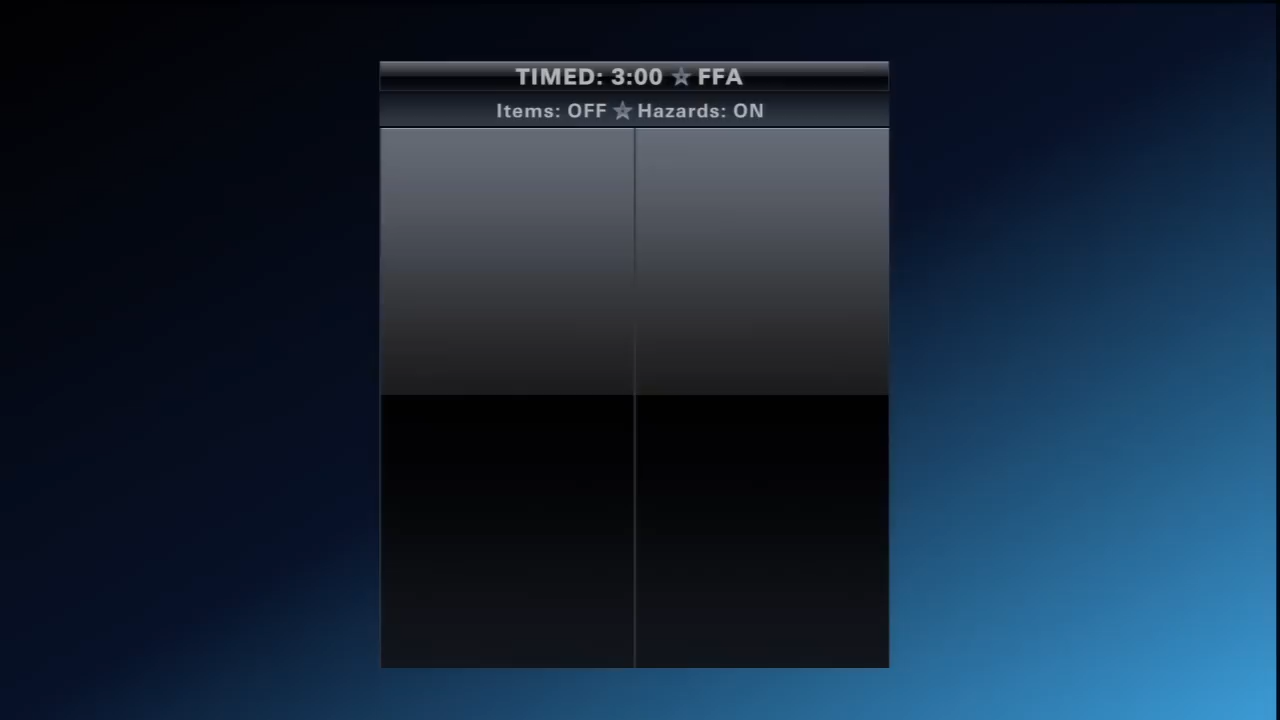 TIMED: 3:00 ★ FFA
Items: OFF ★ Hazards: ON